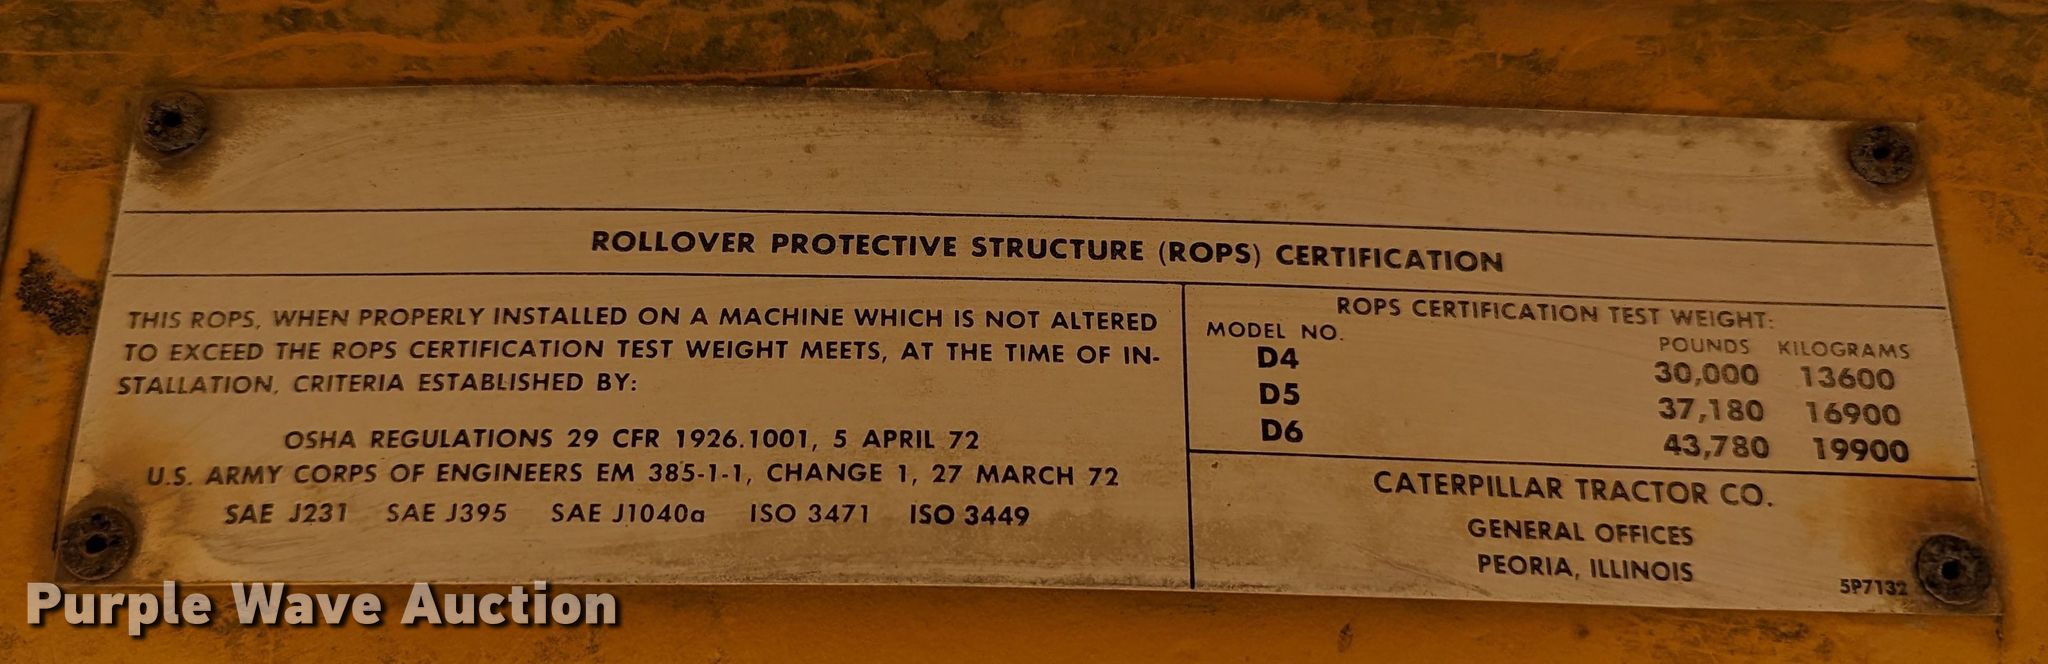 ROLLOVER PROTECTIVE STRUCTURE (ROPS) CERTIFICATION
THIS ROPS, WHEN PROPERLY INSTALLED ON A MACHINE WHICH IS NOT ALTERED
TO EXCEED THE ROPS CERTIFICATION TEST WEIGHT MEETS, AT THE TIME OF IN-
STALLATION, CRITERIA ESTABLISHED BY:
OSHA REGULATIONS 29 CFR 1926.1001, 5 APRIL 72
U.S. ARMY CORPS OF ENGINEERS EM 385-1-1, CHANGE 1, 27 MARCH 72
SAE J231 SAE J395 SAE J1040a ISO 3471 ISO 3449
ROPS CERTIFICATION TEST WEIGHT:
MODEL NO. POUNDS KILOGRAMS
D4 30,000 13600
D5 37,180 16900
D6 43,780 19900
CATERPILLAR TRACTOR CO.
GENERAL OFFICES
PEORIA, ILLINOIS
5P7132
Purple Wave Auction